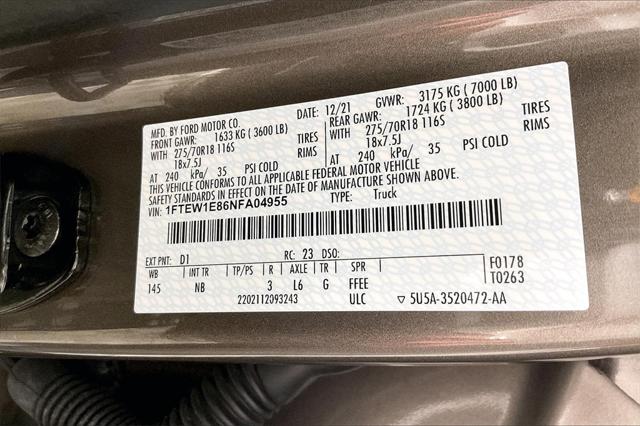 MFD. BY FORD MOTOR CO. DATE: 12/21 GVWR: 3175 KG ( 7000 LB)
FRONT GAWR: 1633 KG ( 3600 LB) REAR GAWR: 1724 KG ( 3800 LB)
WITH 275/70R18 116S TIRES WITH 275/70R18 116S TIRES
18x7.5J RIMS 18x7.5J RIMS
AT 240 kPa/ 35 PSI COLD AT 240 kPa/ 35 PSI COLD
THIS VEHICLE CONFORMS TO ALL APPLICABLE FEDERAL MOTOR VEHICLE
SAFETY STANDARDS IN EFFECT ON THE DATE OF MANUFACTURE SHOWN ABOVE.
VIN: 1FTEW1E86NFA04955 TYPE: Truck
EXT PNT: D1 RC: 23 DSO: F0178
WB INT TR TP/PS R AXLE TR SPR T0263
145 NB 3 L6 G FFEE
2202112093243 ULC ▽ 5U5A-3520472-AA